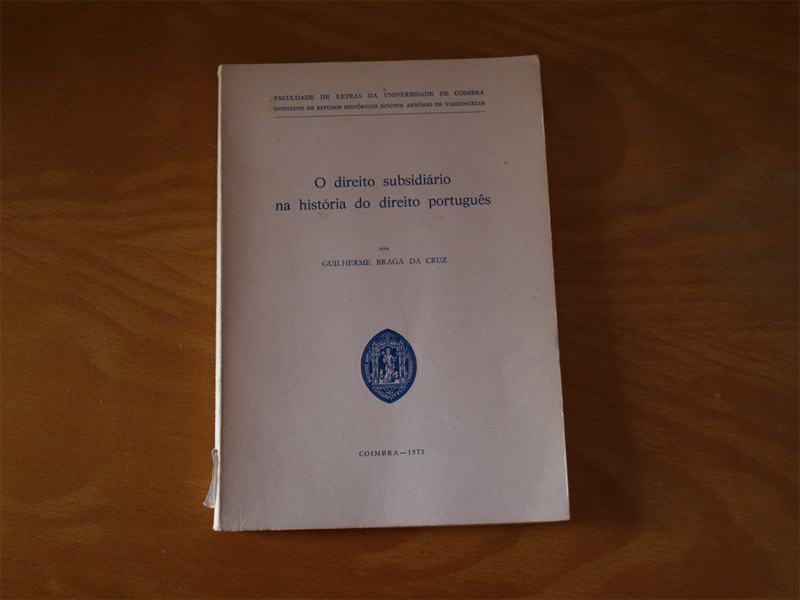 FACULDADE DE LETRAS DA UNIVERSIDADE DE COIMBRA
INSTITUTO DE ESTUDOS HISTÓRICOS DOUTOR ANTÓNIO DE VASCONCELOS
O direito subsidiário
na história do direito português
POR
GUILHERME BRAGA DA CRUZ
COIMBRA—1975